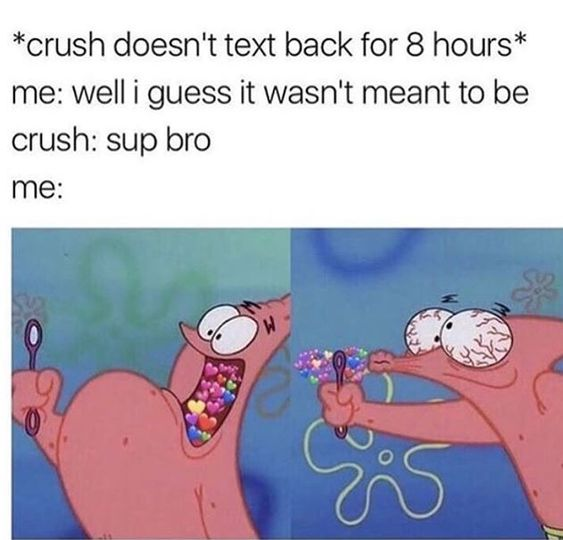 *crush doesn't text back for 8 hours*
me: well i guess it wasn't meant to be
crush: sup bro
me: